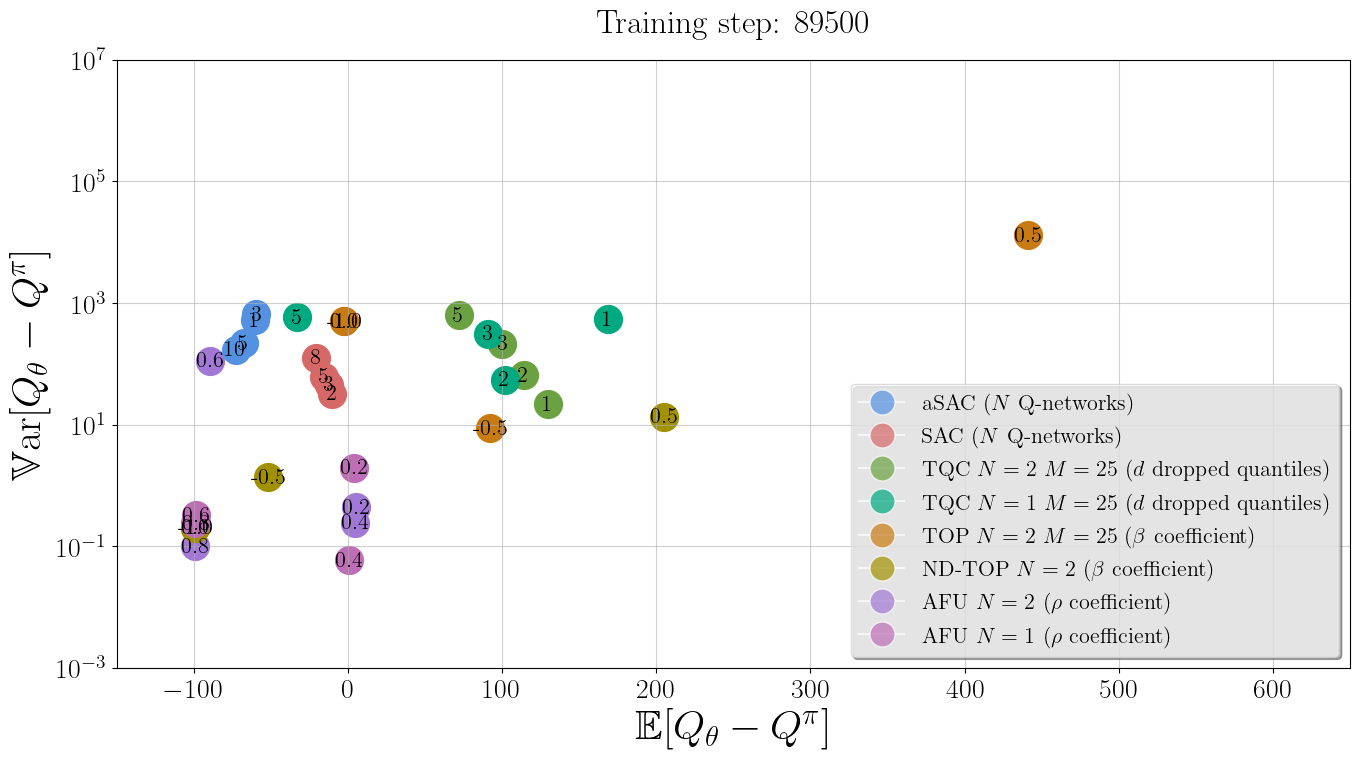 Training step: 89500
10^7
10^5
10^3
10^1
10^{-1}
10^{-3}
𝕍ar[Q_θ − Q^π]
0.5
3
1
5
10
0.6
5
-1.0
8
5
3
2
5
3
3
1
2
2
1
0.5
-0.5
-0.5
0.2
0.2
0.4
0.4
0.6
-1.0
0.8
aSAC (N Q-networks)
SAC (N Q-networks)
TQC N = 2 M = 25 (d dropped quantiles)
TQC N = 1 M = 25 (d dropped quantiles)
TOP N = 2 M = 25 (β coefficient)
ND-TOP N = 2 (β coefficient)
AFU N = 2 (ρ coefficient)
AFU N = 1 (ρ coefficient)
−100 0 100 200 300 400 500 600
𝔼[Q_θ − Q^π]